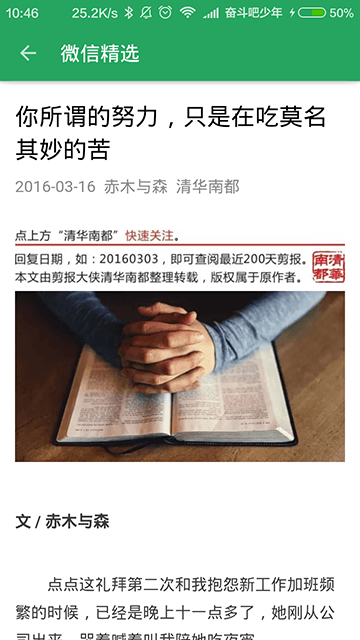 10:46 25.2K/s 奋斗吧少年 50%
微信精选
你所谓的努力，只是在吃莫名
其妙的苦
2016-03-16 赤木与森 清华南都
点上方“清华南都”快速关注。
回复日期，如：20160303，即可查阅最近200天剪报。
本文由剪报大侠清华南都整理转载，版权属于原作者。
清华南都
文 / 赤木与森
点点这礼拜第二次和我抱怨新工作加班频
繁的时候，已经是晚上十一点多了，她刚从公
司出来，哭着喊着叫我陪她吃夜宵